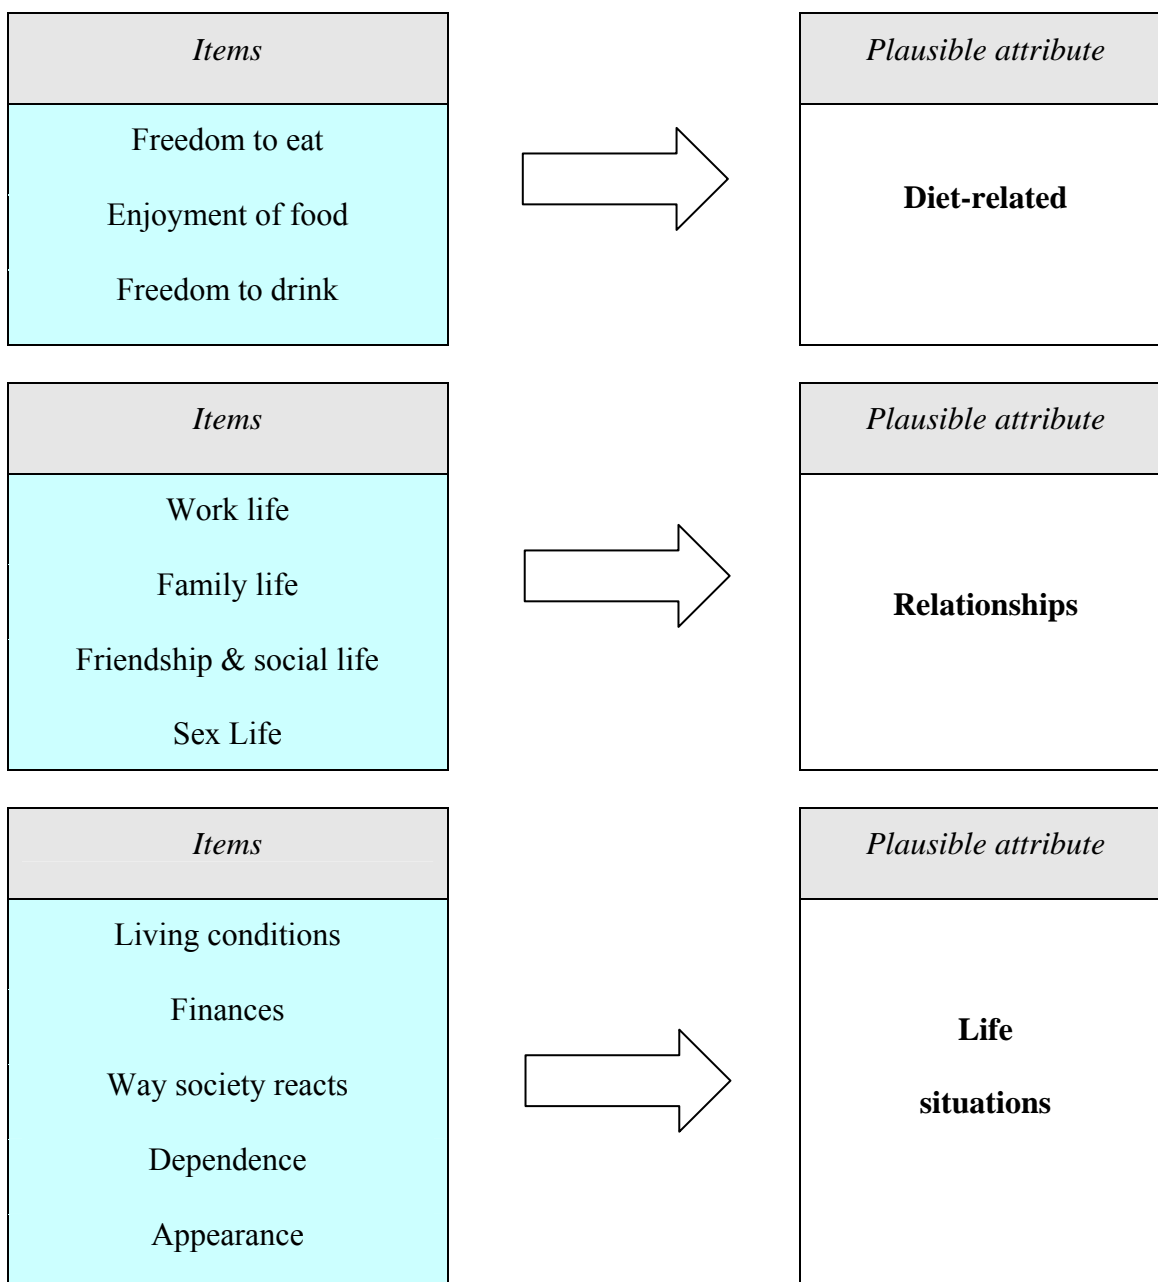 Items
Plausible attribute
Freedom to eat
Enjoyment of food
Freedom to drink
Diet-related
Items
Plausible attribute
Work life
Family life
Friendship & social life
Sex Life
Relationships
Items
Plausible attribute
Living conditions
Finances
Way society reacts
Dependence
Appearance
Life
situations